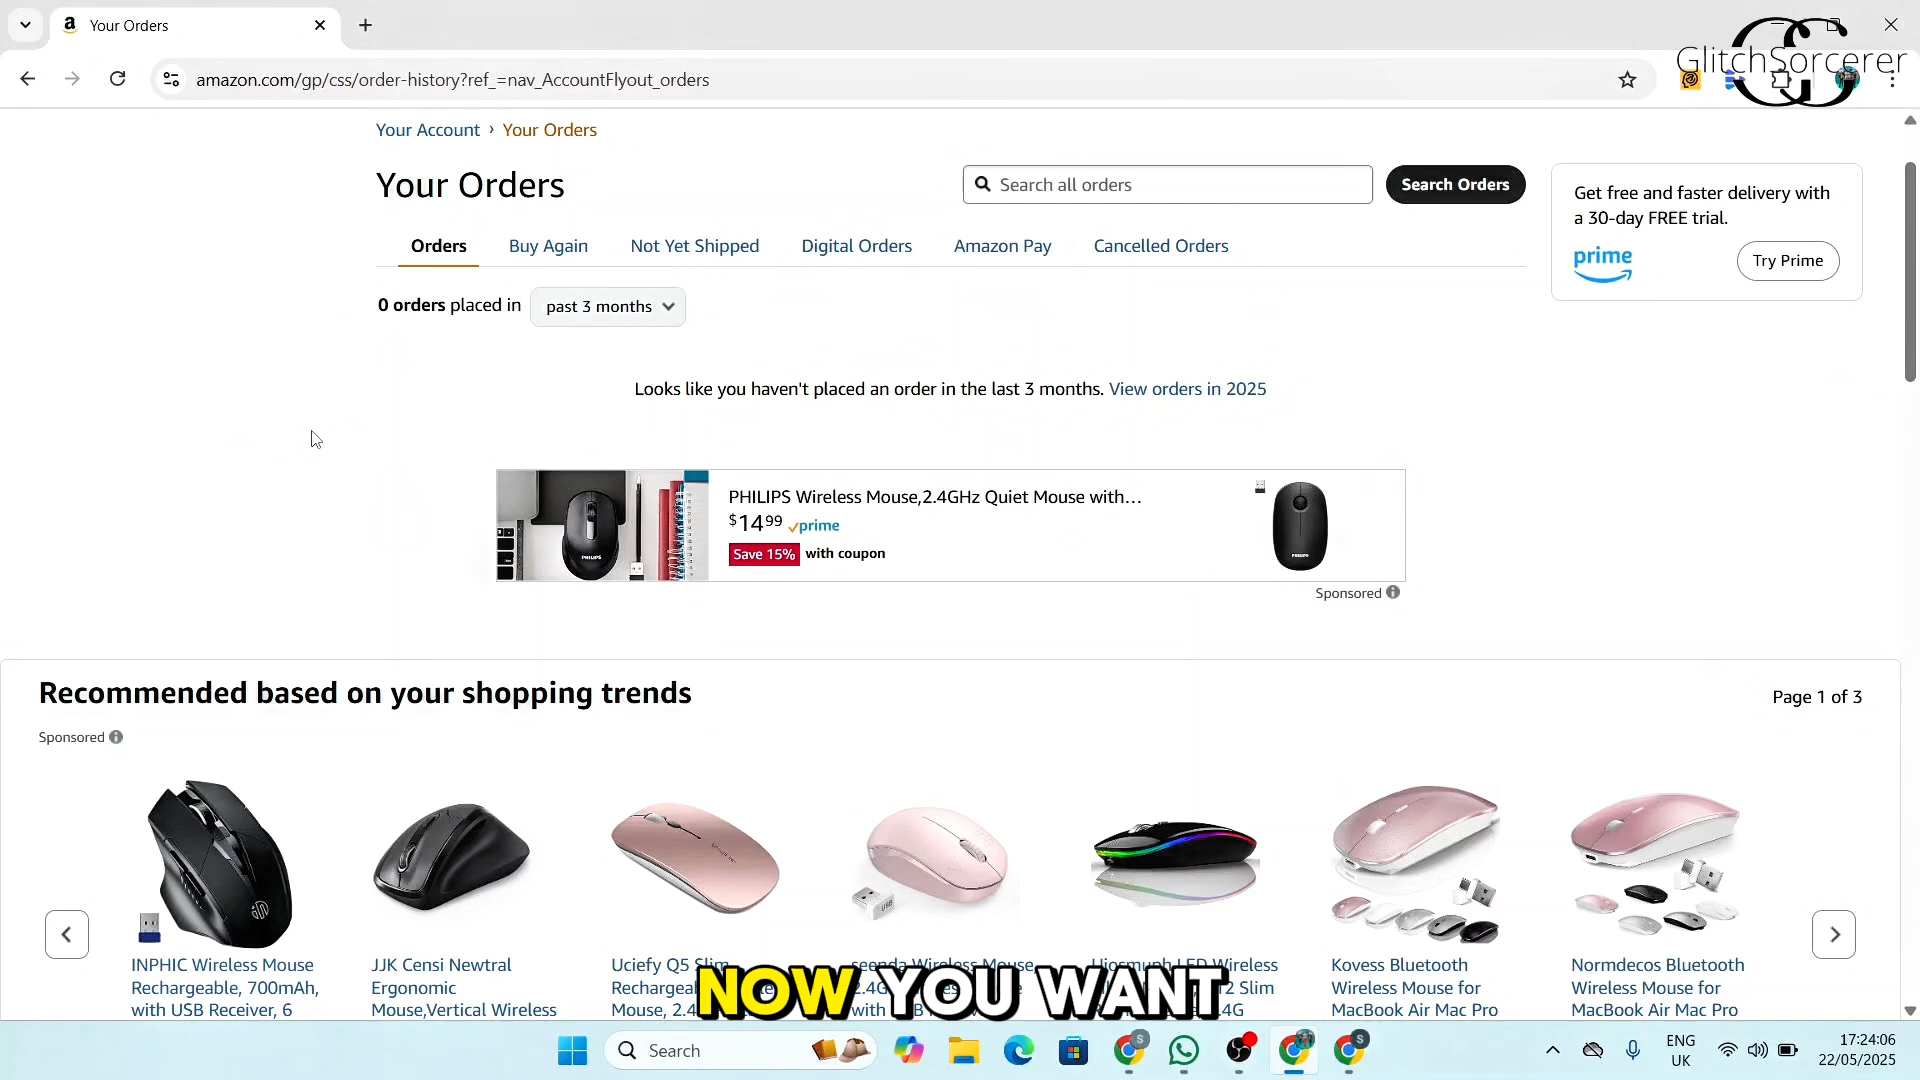 Your Orders
amazon.com/gp/css/order-history?ref_=nav_AccountFlyout_orders
GlitchSorcerer
Your Account › Your Orders
Your Orders
Search all orders
Search Orders
Get free and faster delivery with
a 30-day FREE trial.
prime
Try Prime
Orders
Buy Again
Not Yet Shipped
Digital Orders
Amazon Pay
Cancelled Orders
0 orders placed in
past 3 months
Looks like you haven't placed an order in the last 3 months. View orders in 2025
PHILIPS Wireless Mouse,2.4GHz Quiet Mouse with…
$14 99 prime
Save 15% with coupon
Sponsored
Recommended based on your shopping trends
Page 1 of 3
Sponsored
INPHIC Wireless Mouse
Rechargeable, 700mAh,
with USB Receiver, 6
JJK Censi Newtral
Ergonomic
Mouse,Vertical Wireless
Uciefy Q5 Slim
Mouse, 2.4
seenda Wireless Mouse,
LED Wireless
Slim
Kovess Bluetooth
Wireless Mouse for
MacBook Air Mac Pro
Normdecos Bluetooth
Wireless Mouse for
MacBook Air Mac Pro
NOW YOU WANT
Search
ENG
UK
17:24:06
22/05/2025